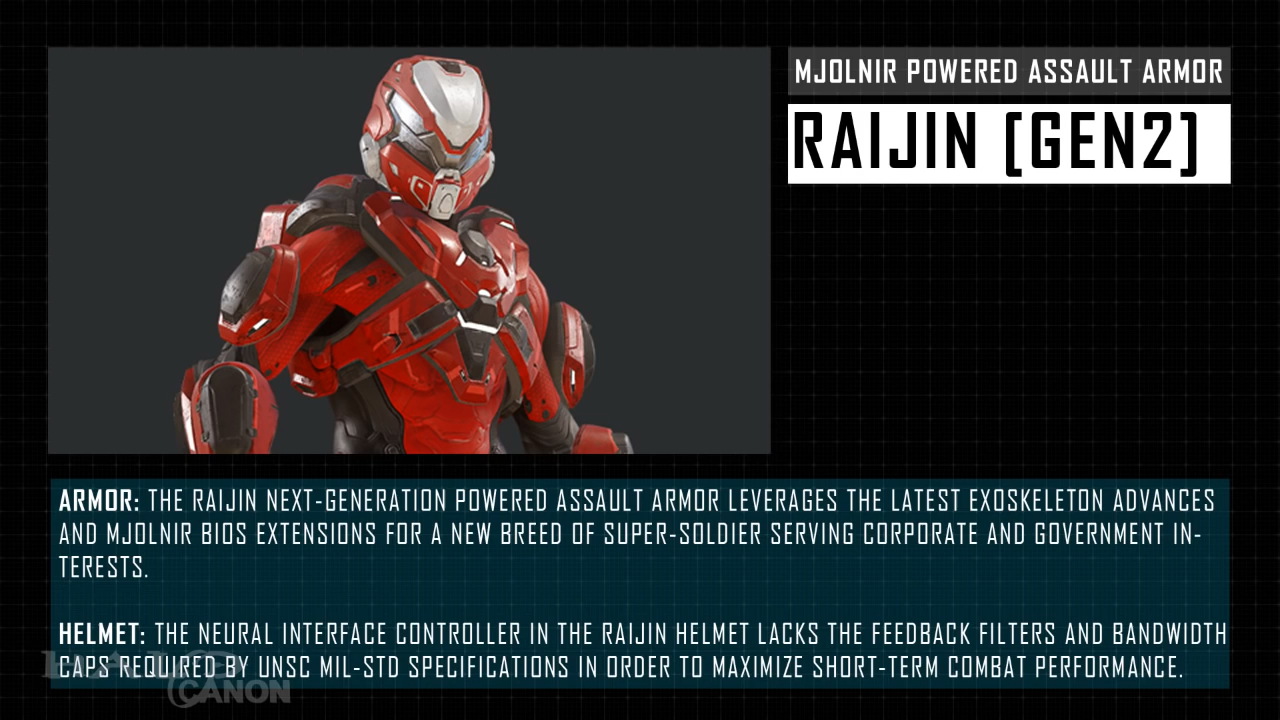 MJOLNIR POWERED ASSAULT ARMOR
RAIJIN [GEN2]
ARMOR: THE RAIJIN NEXT-GENERATION POWERED ASSAULT ARMOR LEVERAGES THE LATEST EXOSKELETON ADVANCES
AND MJOLNIR BIOS EXTENSIONS FOR A NEW BREED OF SUPER-SOLDIER SERVING CORPORATE AND GOVERNMENT IN-
TERESTS.
HELMET: THE NEURAL INTERFACE CONTROLLER IN THE RAIJIN HELMET LACKS THE FEEDBACK FILTERS AND BANDWIDTH
CAPS REQUIRED BY UNSC MIL-STD SPECIFICATIONS IN ORDER TO MAXIMIZE SHORT-TERM COMBAT PERFORMANCE.
HALO
CANON